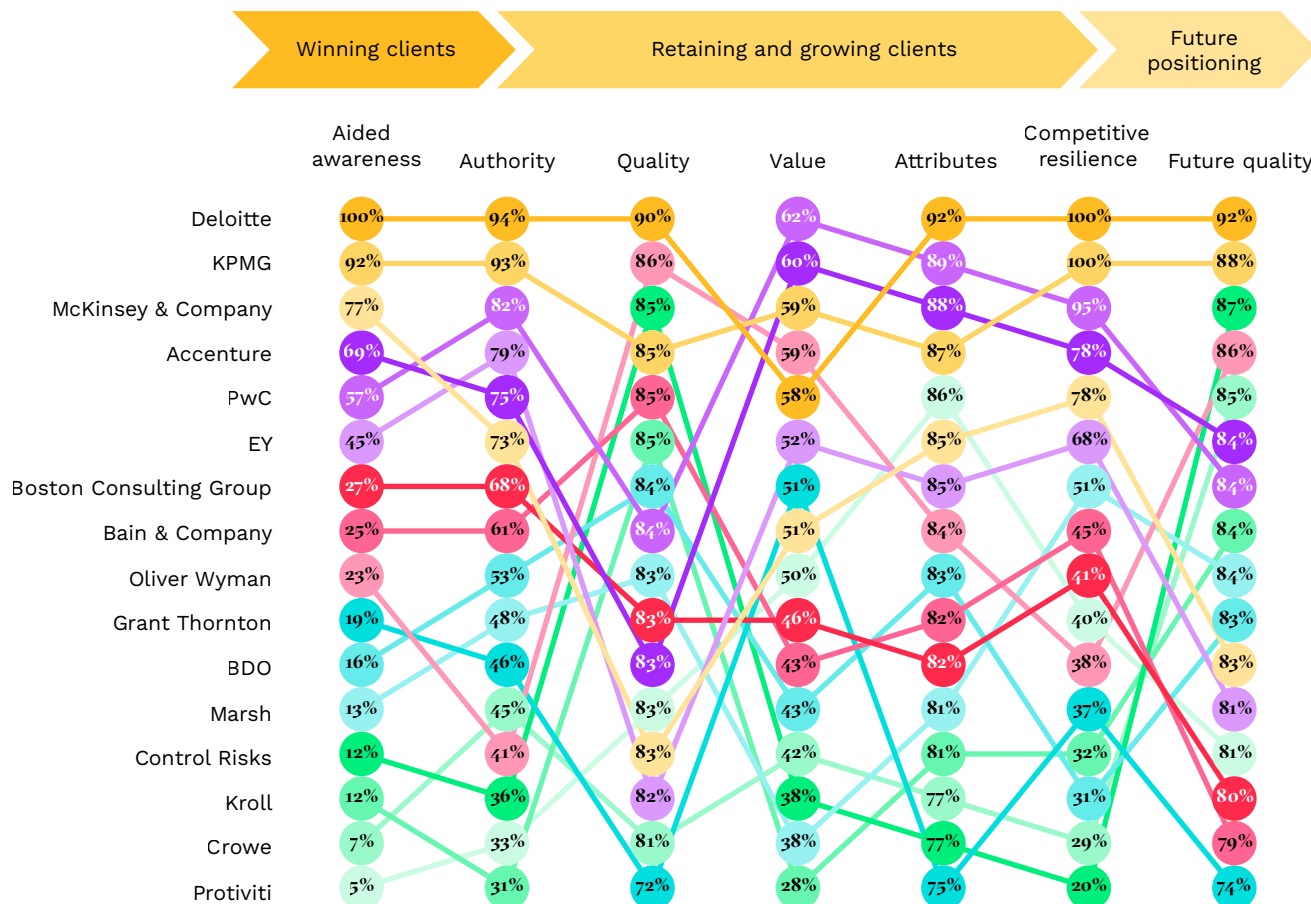 Winning clients
Retaining and growing clients
Future
positioning
Aided
awareness
Authority
Quality
Value
Attributes
Competitive
resilience
Future quality
Deloitte 100% 94% 90% 62% 92% 100% 92%
KPMG 92% 93% 86% 60% 89% 100% 88%
McKinsey & Company 77% 82% 85% 59% 88% 95% 87%
Accenture 69% 79% 85% 59% 87% 78% 86%
PwC 57% 75% 85% 58% 86% 78% 85%
EY 45% 73% 85% 52% 85% 68% 84%
Boston Consulting Group 27% 68% 84% 51% 85% 51% 84%
Bain & Company 25% 61% 84% 51% 84% 45% 84%
Oliver Wyman 23% 53% 83% 50% 83% 41% 84%
Grant Thornton 19% 48% 83% 46% 82% 40% 83%
BDO 16% 46% 83% 43% 82% 38% 83%
Marsh 13% 45% 83% 43% 81% 37% 81%
Control Risks 12% 41% 83% 42% 81% 32% 81%
Kroll 12% 36% 82% 38% 77% 31% 80%
Crowe 7% 33% 81% 38% 77% 29% 79%
Protiviti 5% 31% 72% 28% 75% 20% 74%